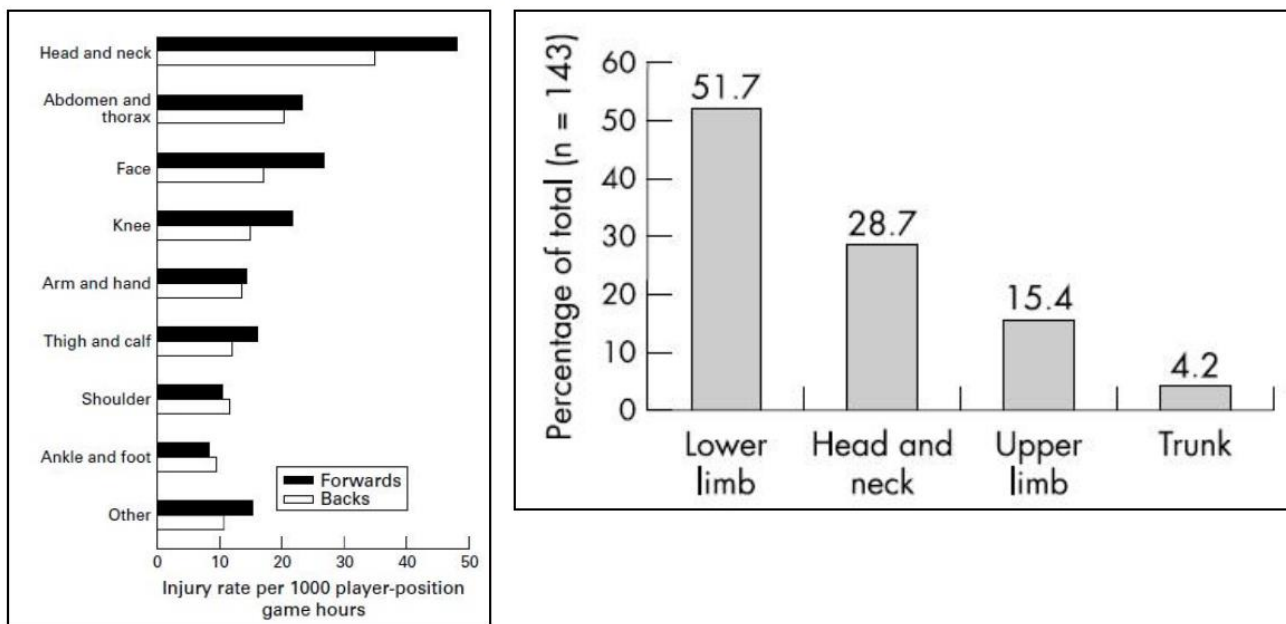 Head and neck
Abdomen and
thorax
Face
Knee
Arm and hand
Thigh and calf
Shoulder
Ankle and foot
Other
Forwards
Backs
0 10 20 30 40 50
Injury rate per 1000 player-position
game hours
Percentage of total (n = 143)
60
50
40
30
20
10
0
51.7
28.7
15.4
4.2
Lower
limb
Head and
neck
Upper
limb
Trunk